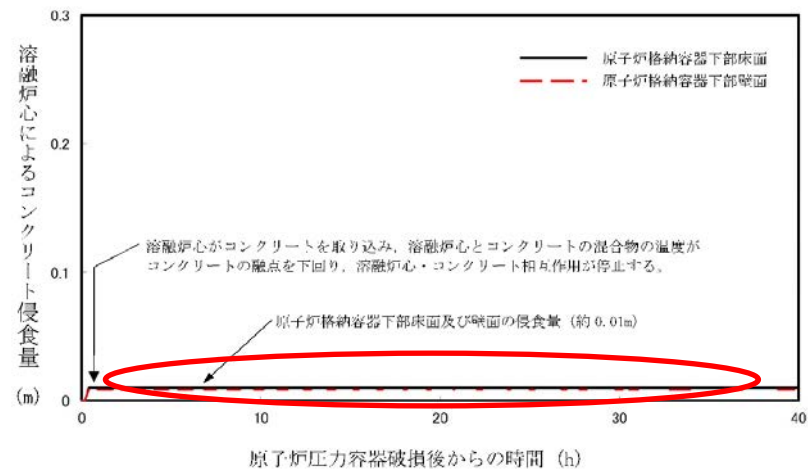 溶融炉心によるコンクリート侵食量
(m)
0.3
0.2
0.1
0
原子炉格納容器下部床面
原子炉格納容器下部壁面
溶融炉心がコンクリートを取り込み，溶融炉心とコンクリートの混合物の温度が
コンクリートの融点を下回り，溶融炉心・コンクリート相互作用が停止する。
原子炉格納容器下部床面及び壁面の侵食量 (約 0.01m)
0 10 20 30 40
原子炉圧力容器破損後からの時間 (h)